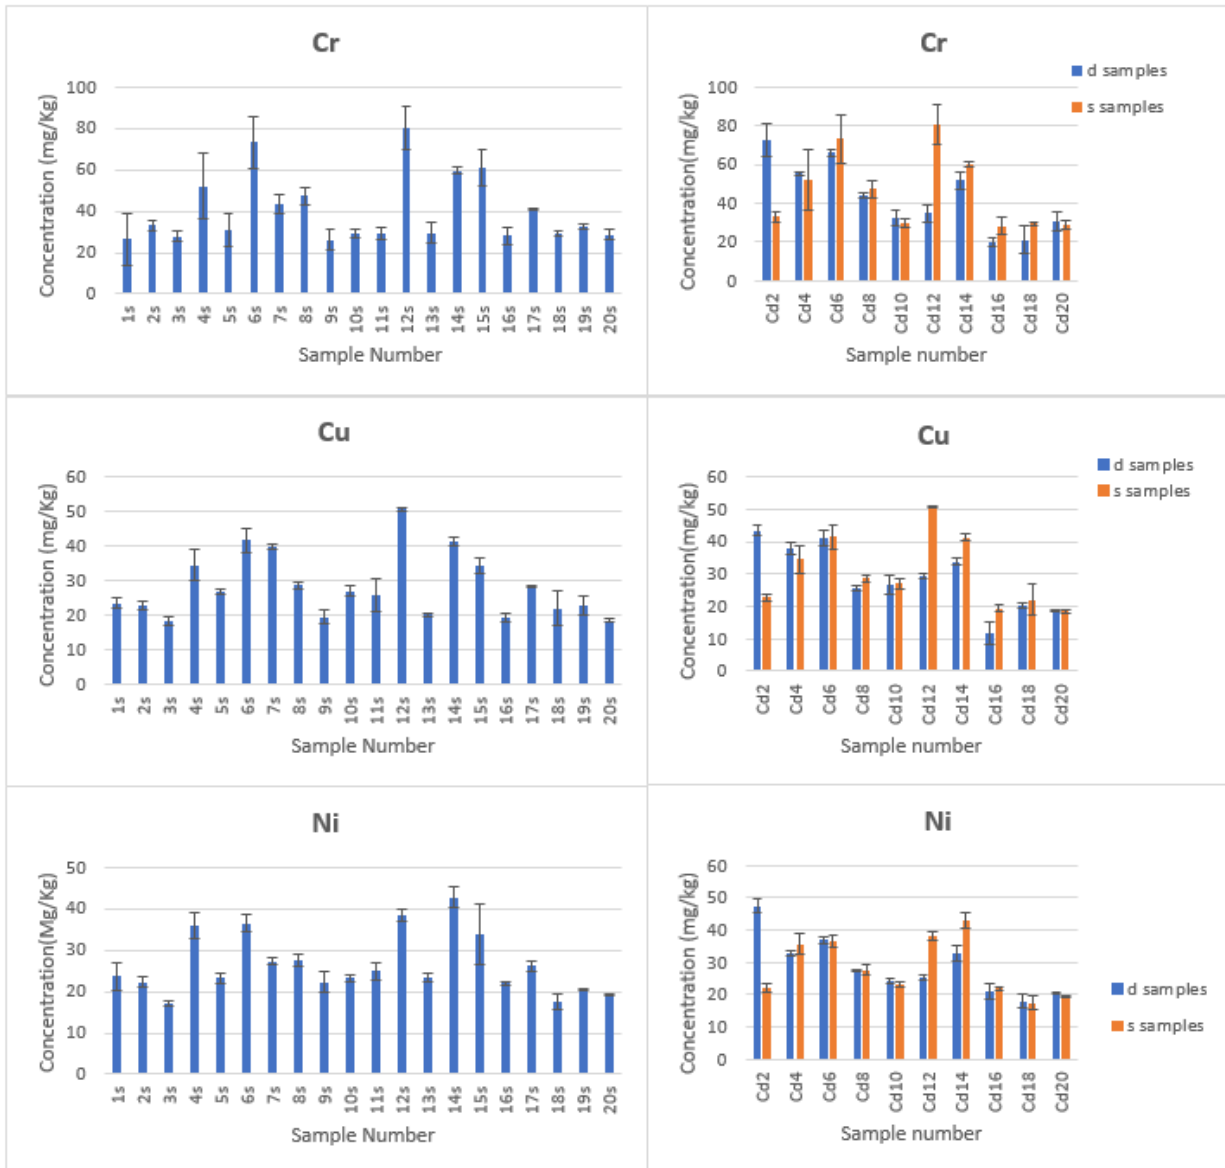 Cr
Concentration (mg/Kg)
100
80
60
40
20
0
1s 2s 3s 4s 5s 6s 7s 8s 9s 10s 11s 12s 13s 14s 15s 16s 17s 18s 19s 20s
Sample Number
Cr
d samples
s samples
Concentration(mg/kg)
100
80
60
40
20
0
Cd2 Cd4 Cd6 Cd8 Cd10 Cd12 Cd14 Cd16 Cd18 Cd20
Sample number
Cu
Concentration (mg/Kg)
60
50
40
30
20
10
0
1s 2s 3s 4s 5s 6s 7s 8s 9s 10s 11s 12s 13s 14s 15s 16s 17s 18s 19s 20s
Sample Number
Cu
d samples
s samples
Concentration(mg/kg)
60
50
40
30
20
10
0
Cd2 Cd4 Cd6 Cd8 Cd10 Cd12 Cd14 Cd16 Cd18 Cd20
Sample number
Ni
Concentration(Mg/Kg)
50
40
30
20
10
0
1s 2s 3s 4s 5s 6s 7s 8s 9s 10s 11s 12s 13s 14s 15s 16s 17s 18s 19s 20s
Sample Number
Ni
Concentration (mg/kg)
60
50
40
30
20
10
0
d samples
s samples
Cd2 Cd4 Cd6 Cd8 Cd10 Cd12 Cd14 Cd16 Cd18 Cd20
Sample number